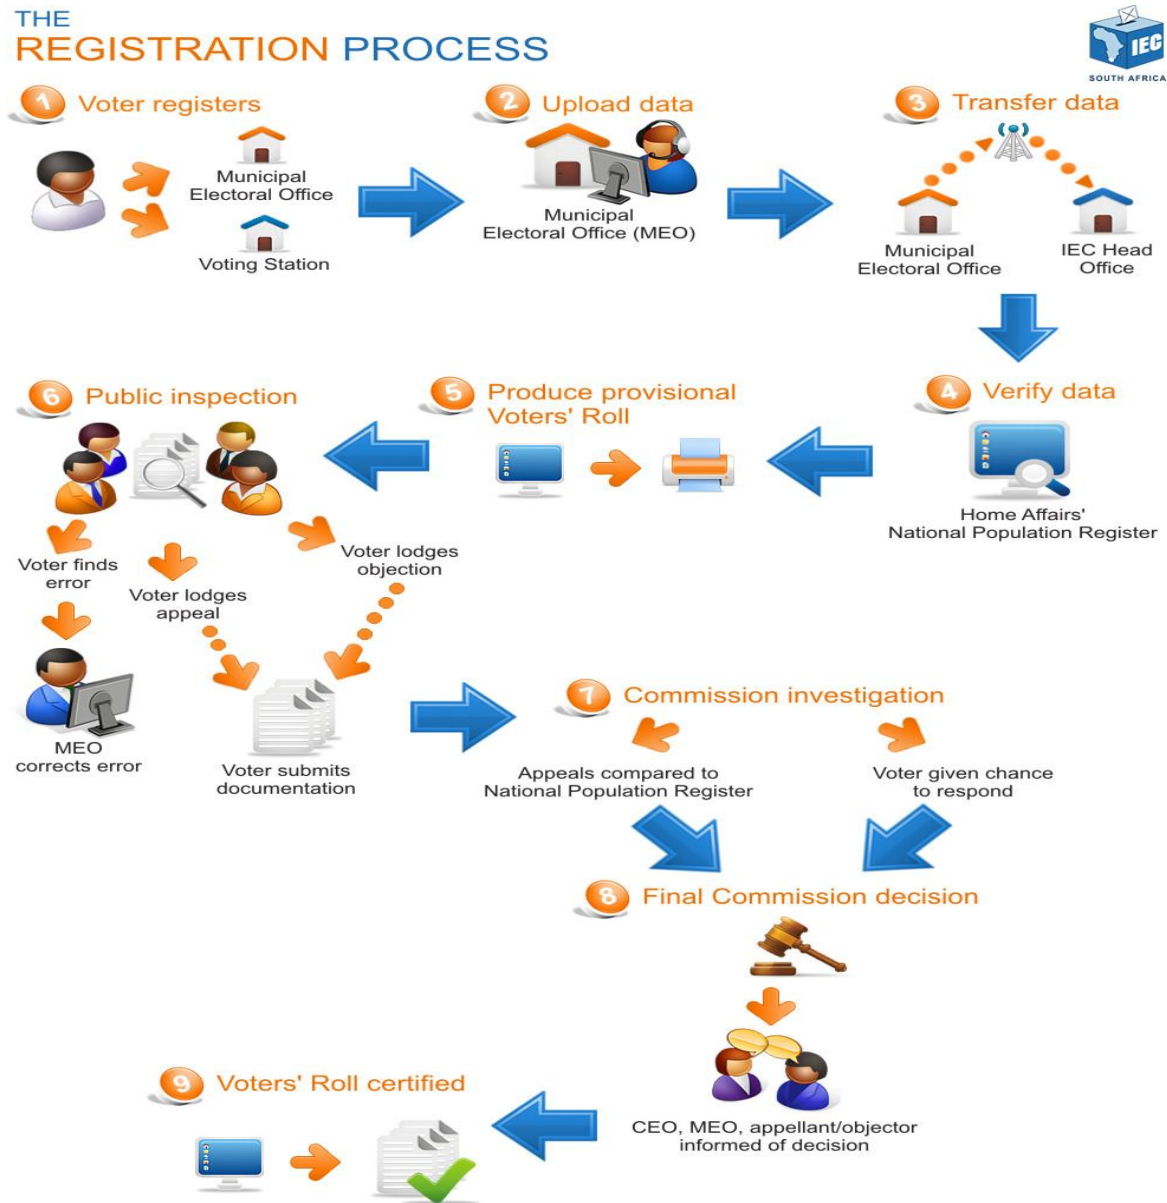 THE
REGISTRATION PROCESS
IEC
SOUTH AFRICA
1 Voter registers
Municipal
Electoral Office
Voting Station
2 Upload data
Municipal
Electoral Office (MEO)
3 Transfer data
Municipal
Electoral Office
IEC Head
Office
4 Verify data
Home Affairs'
National Population Register
5 Produce provisional
Voters' Roll
6 Public inspection
Voter finds
error
Voter lodges
appeal
Voter lodges
objection
MEO
corrects error
Voter submits
documentation
7 Commission investigation
Appeals compared to
National Population Register
Voter given chance
to respond
8 Final Commission decision
CEO, MEO, appellant/objector
informed of decision
9 Voters' Roll certified